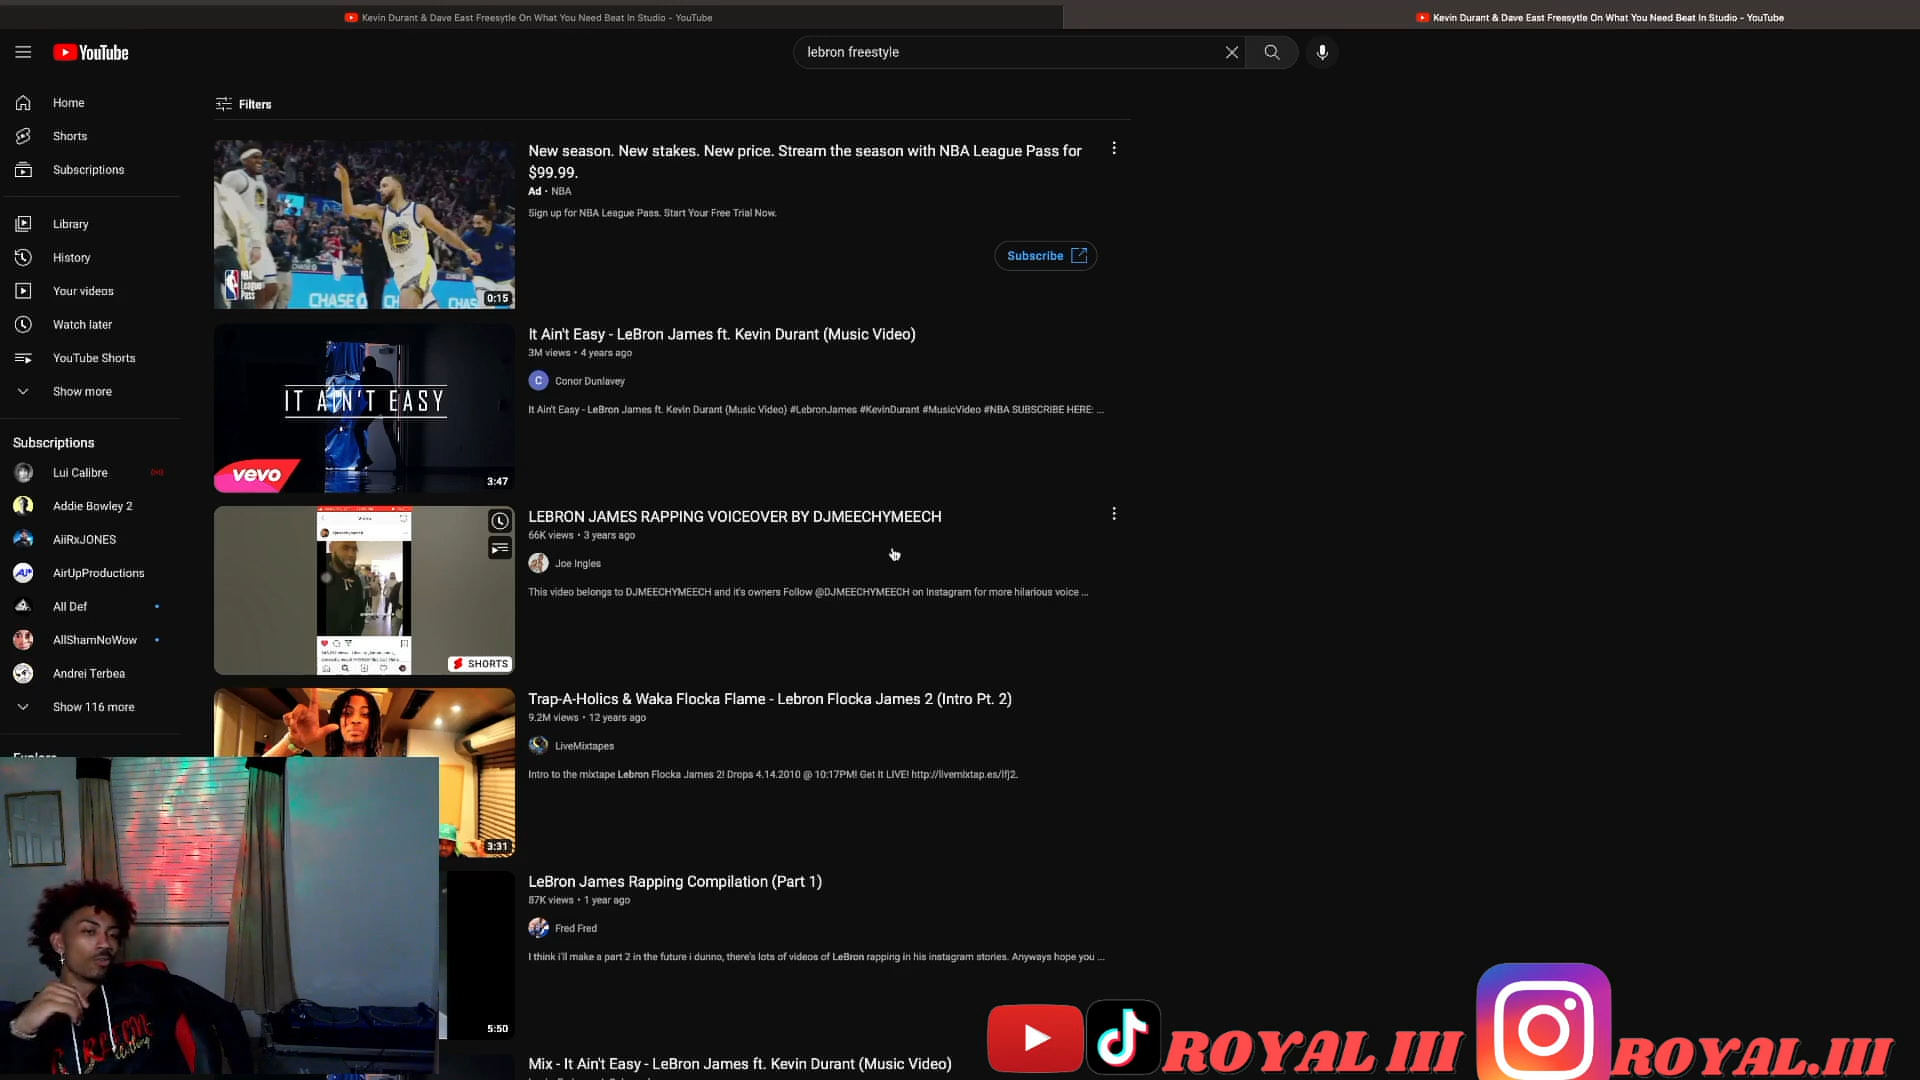 Kevin Durant & Dave East Freesytle On What You Need Beat In Studio - YouTube
Kevin Durant & Dave East Freesytle On What You Need Beat In Studio - YouTube
YouTube
lebron freestyle
Home
Shorts
Subscriptions
Library
History
Your videos
Watch later
YouTube Shorts
Show more
Subscriptions
Lui Calibre
Addie Bowley 2
AiiRxJONES
AirUpProductions
All Def
AllShamNoWow
Andrei Terbea
Show 116 more
Explore
Filters
New season. New stakes. New price. Stream the season with NBA League Pass for
$99.99.
Ad · NBA
Sign up for NBA League Pass. Start Your Free Trial Now.
Subscribe
NBA
League
Pass
CHASE
0:15
It Ain't Easy - LeBron James ft. Kevin Durant (Music Video)
3M views • 4 years ago
C
Conor Dunlavey
It Ain't Easy - LeBron James ft. Kevin Durant (Music Video) #LebronJames #KevinDurant #MusicVideo #NBA SUBSCRIBE HERE: ...
IT AIN'T EASY
vevo
3:47
LEBRON JAMES RAPPING VOICEOVER BY DJMEECHYMEECH
66K views • 3 years ago
Joe Ingles
This video belongs to DJMEECHYMEECH and it's owners Follow @DJMEECHYMEECH on Instagram for more hilarious voice ...
SHORTS
Trap-A-Holics & Waka Flocka Flame - Lebron Flocka James 2 (Intro Pt. 2)
9.2M views • 12 years ago
LiveMixtapes
Intro to the mixtape Lebron Flocka James 2! Drops 4.14.2010 @ 10:17PM! Get It LIVE! http://livemixtap.es/lfj2.
3:31
LeBron James Rapping Compilation (Part 1)
87K views • 1 year ago
Fred Fred
I think i'll make a part 2 in the future i dunno, there's lots of videos of LeBron rapping in his instagram stories. Anyways hope you ...
5:50
Mix - It Ain't Easy - LeBron James ft. Kevin Durant (Music Video)
ROYAL III
ROYAL.III